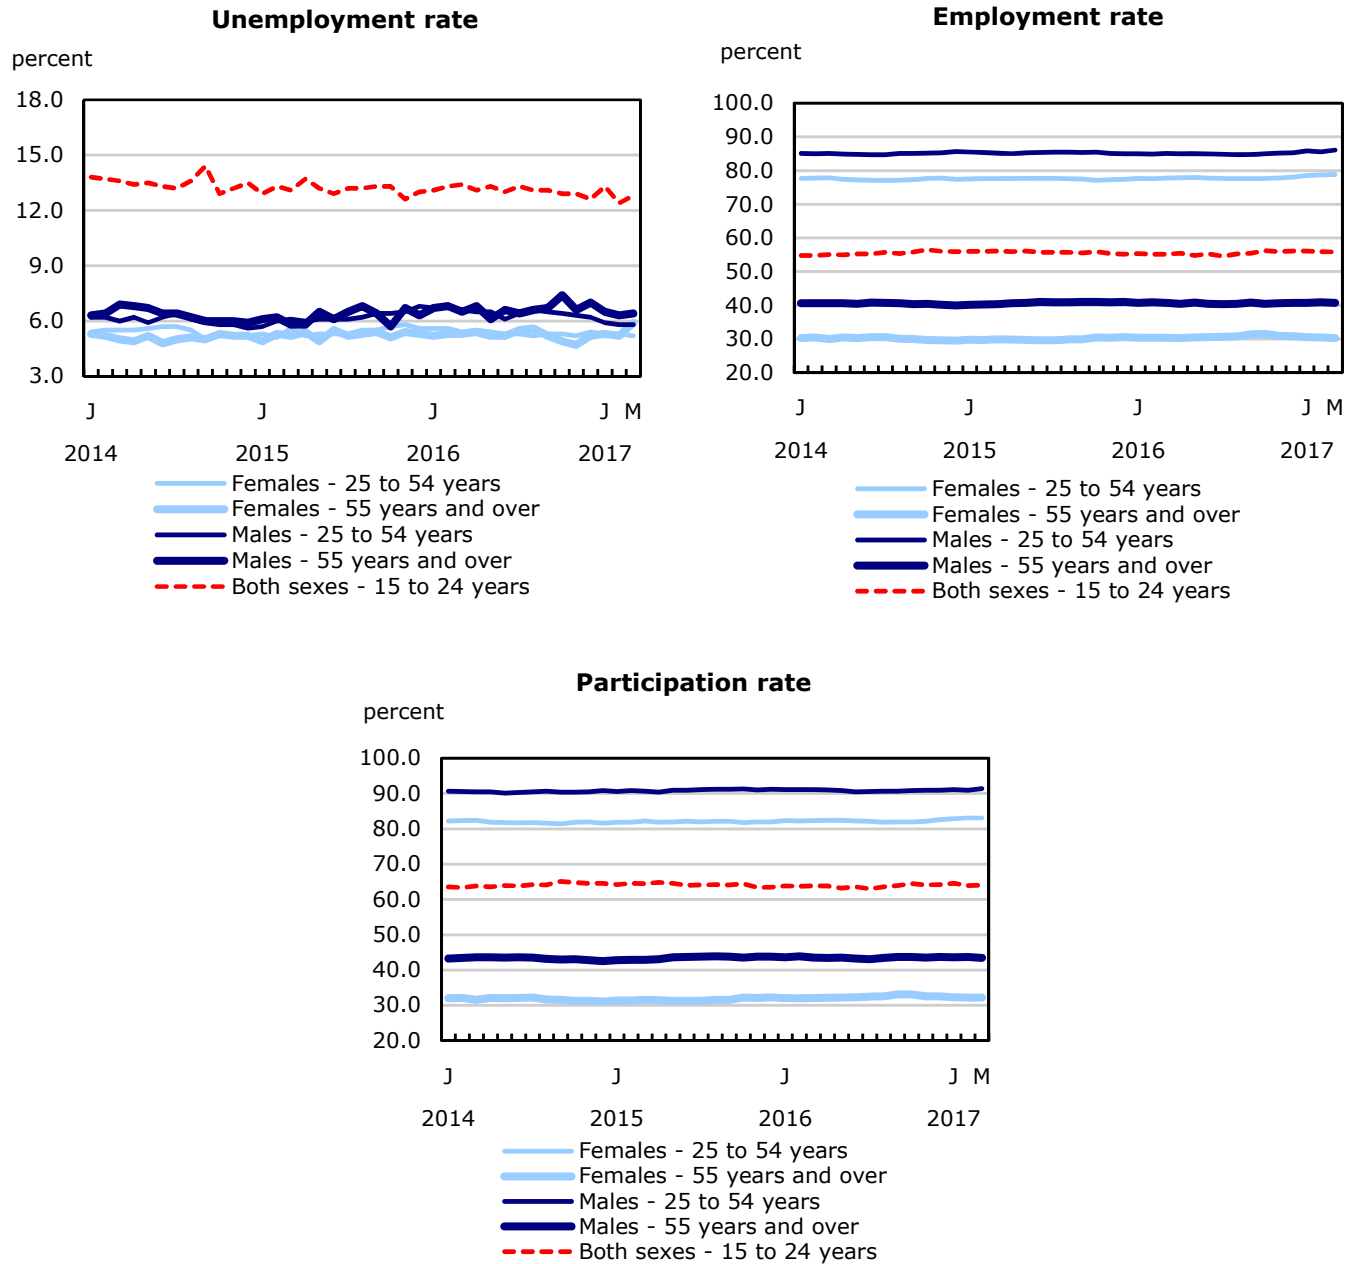 Unemployment rate
percent
18.0
15.0
12.0
9.0
6.0
3.0
J J J J M
2014 2015 2016 2017
Females - 25 to 54 years
Females - 55 years and over
Males - 25 to 54 years
Males - 55 years and over
Both sexes - 15 to 24 years
Employment rate
percent
100.0
90.0
80.0
70.0
60.0
50.0
40.0
30.0
20.0
J J J J M
2014 2015 2016 2017
Females - 25 to 54 years
Females - 55 years and over
Males - 25 to 54 years
Males - 55 years and over
Both sexes - 15 to 24 years
Participation rate
percent
100.0
90.0
80.0
70.0
60.0
50.0
40.0
30.0
20.0
J J J J M
2014 2015 2016 2017
Females - 25 to 54 years
Females - 55 years and over
Males - 25 to 54 years
Males - 55 years and over
Both sexes - 15 to 24 years